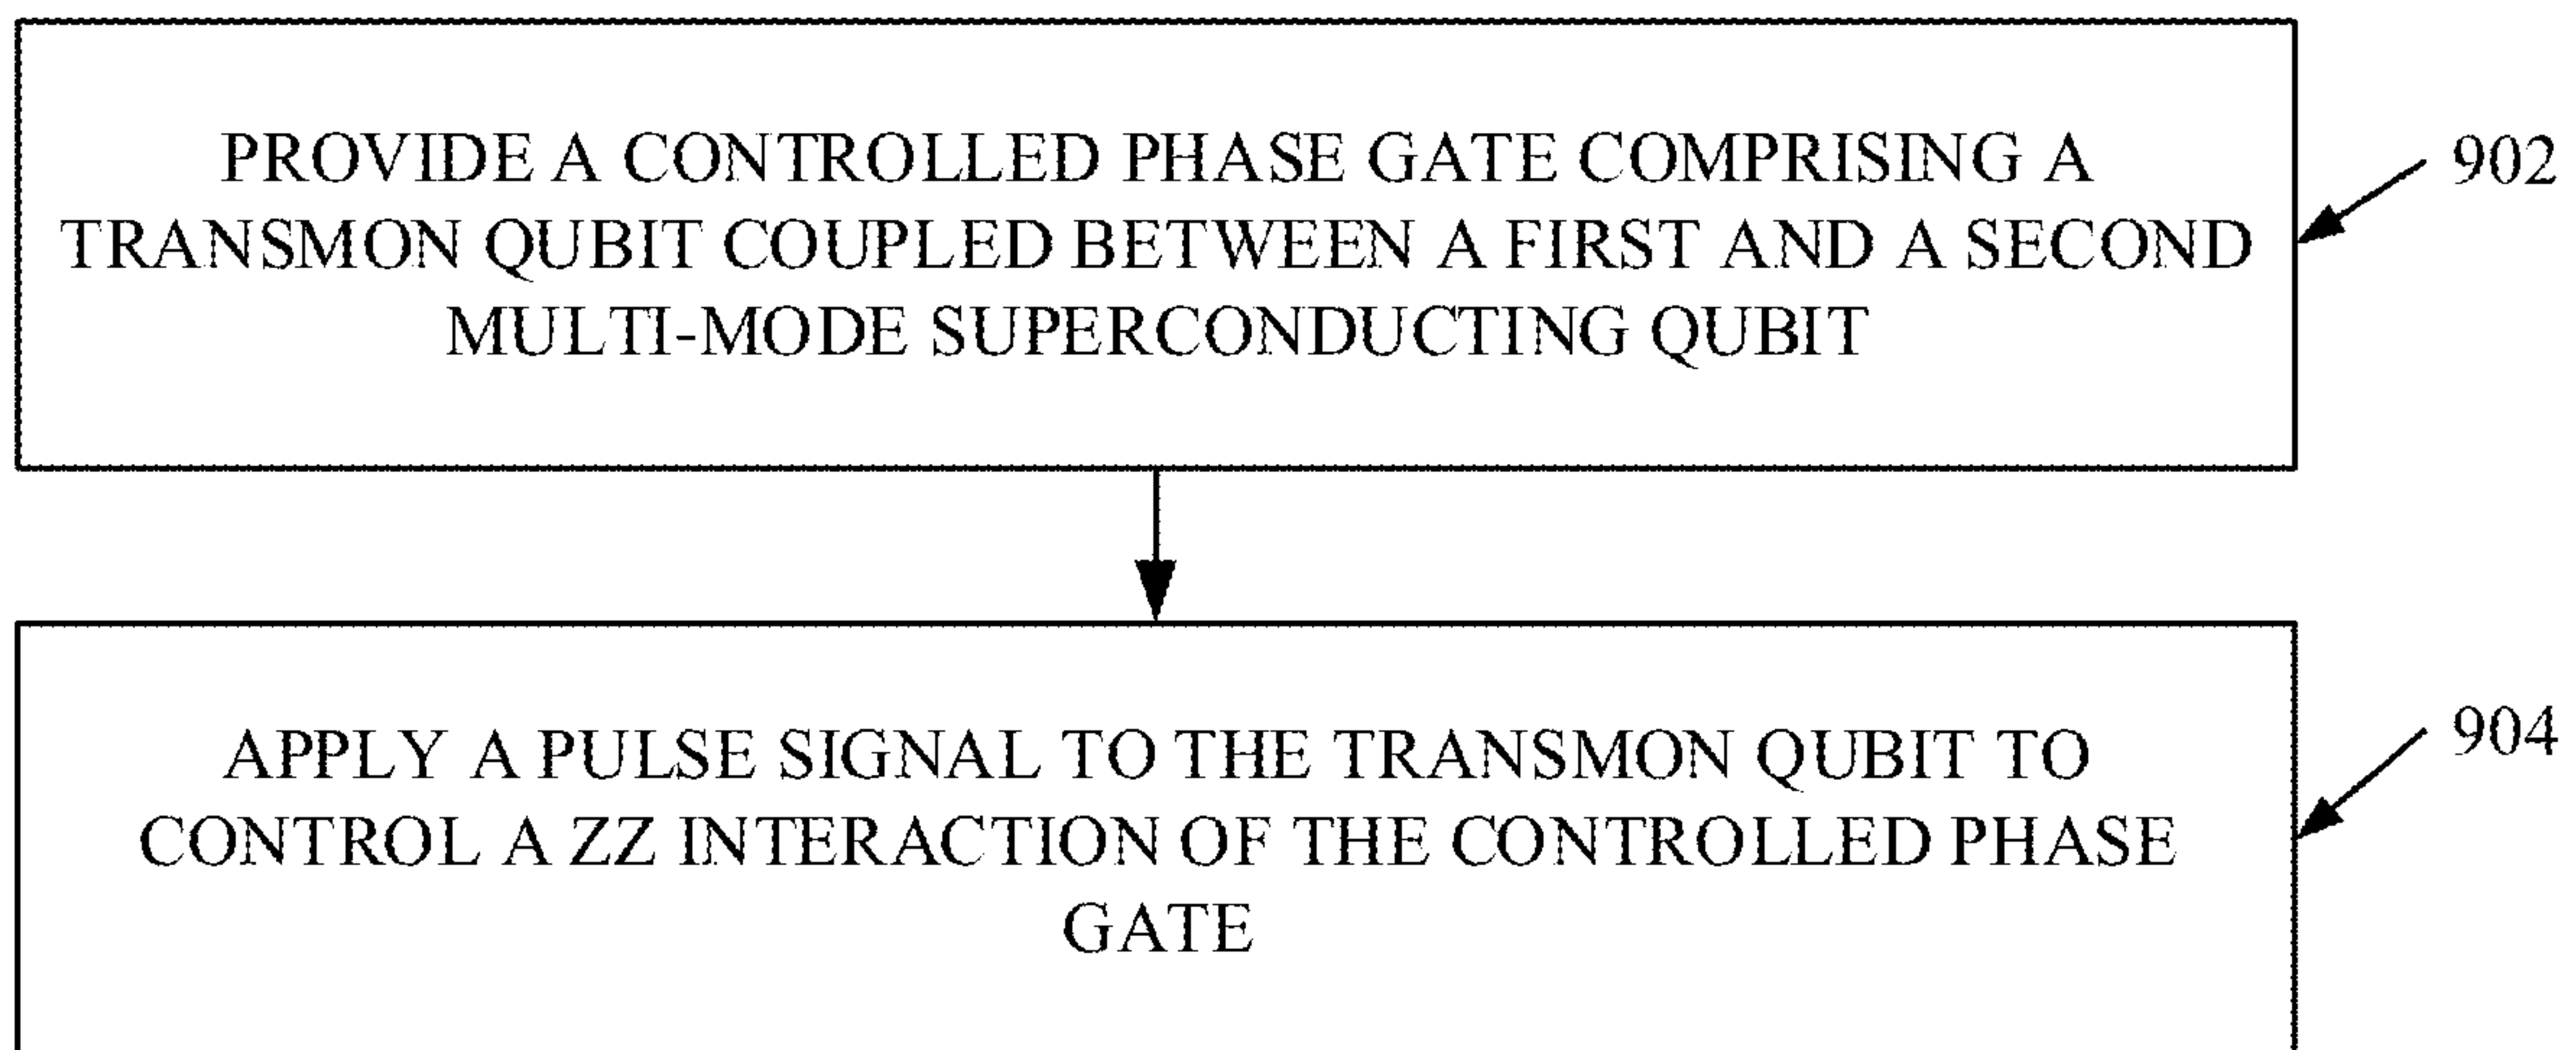 PROVIDE A CONTROLLED PHASE GATE COMPRISING A
TRANSMON QUBIT COUPLED BETWEEN A FIRST AND A SECOND
MULTI-MODE SUPERCONDUCTING QUBIT
902
APPLY A PULSE SIGNAL TO THE TRANSMON QUBIT TO
CONTROL A ZZ INTERACTION OF THE CONTROLLED PHASE
GATE
904